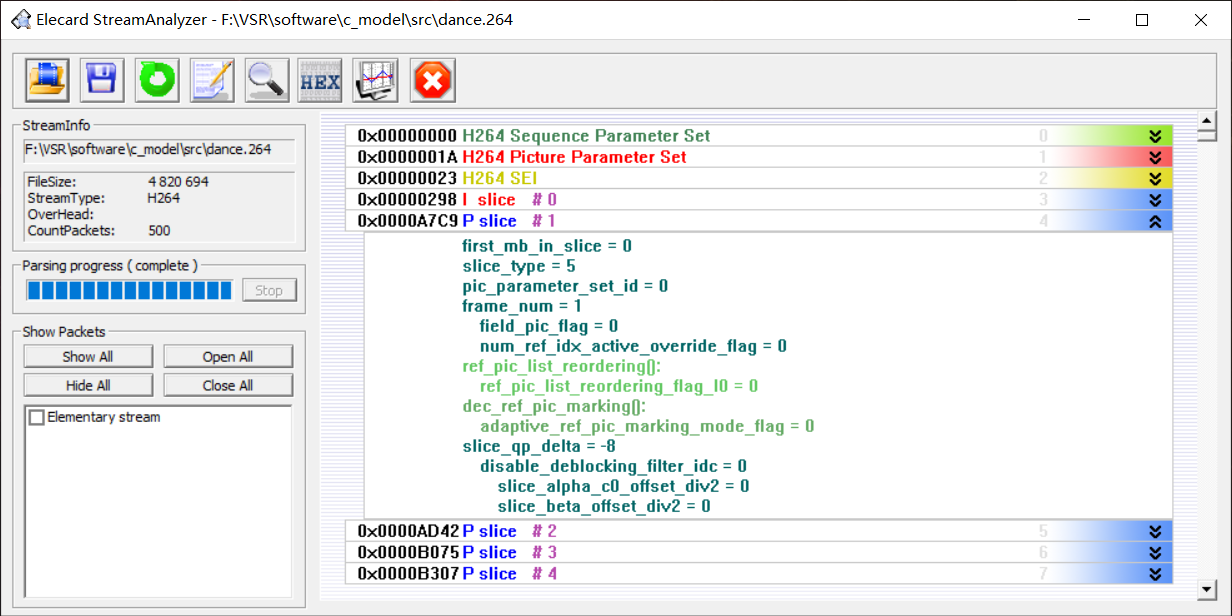 Elecard StreamAnalyzer - F:\VSR\software\c_model\src\dance.264
HEX
StreamInfo
F:\VSR\software\c_model\src\dance.264
FileSize: 4 820 694
StreamType: H264
OverHead:
CountPackets: 500
Parsing progress ( complete )
Stop
Show Packets
Show All Open All
Hide All Close All
Elementary stream
0x00000000 H264 Sequence Parameter Set 0
0x0000001A H264 Picture Parameter Set 1
0x00000023 H264 SEI 2
0x00000298 I slice # 0 3
0x0000A7C9 P slice # 1 4
first_mb_in_slice = 0
slice_type = 5
pic_parameter_set_id = 0
frame_num = 1
field_pic_flag = 0
num_ref_idx_active_override_flag = 0
ref_pic_list_reordering():
ref_pic_list_reordering_flag_l0 = 0
dec_ref_pic_marking():
adaptive_ref_pic_marking_mode_flag = 0
slice_qp_delta = -8
disable_deblocking_filter_idc = 0
slice_alpha_c0_offset_div2 = 0
slice_beta_offset_div2 = 0
0x0000AD42 P slice # 2 5
0x0000B075 P slice # 3 6
0x0000B307 P slice # 4 7